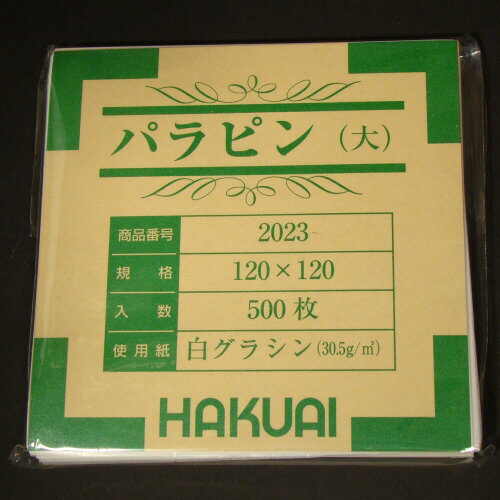 パラピン（大）
商品番号 2023
規格 120×120
入数 500枚
使用紙 白グラシン（30.5g/㎡）
HAKUAI